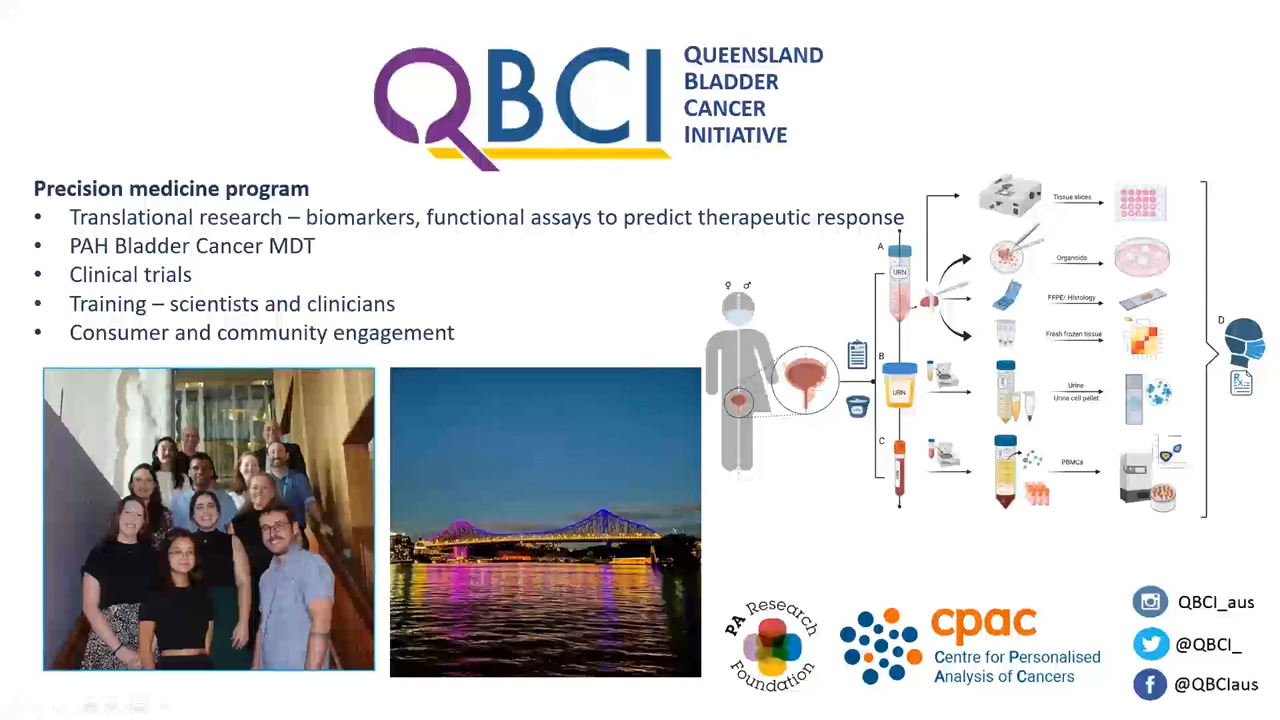 QBCI
QUEENSLAND
BLADDER
CANCER
INITIATIVE
Precision medicine program
• Translational research – biomarkers, functional assays to predict therapeutic response
• PAH Bladder Cancer MDT
• Clinical trials
• Training – scientists and clinicians
• Consumer and community engagement
A
URN
Tissue slices
Organoids
FFPE/ Histology
Fresh frozen tissue
B
URN
Urine
Urine cell pellet
C
PBMCs
D
Rx
PA Research
Foundation
cpac
Centre for Personalised
Analysis of Cancers
QBCI_aus
@QBCI_
@QBCIaus